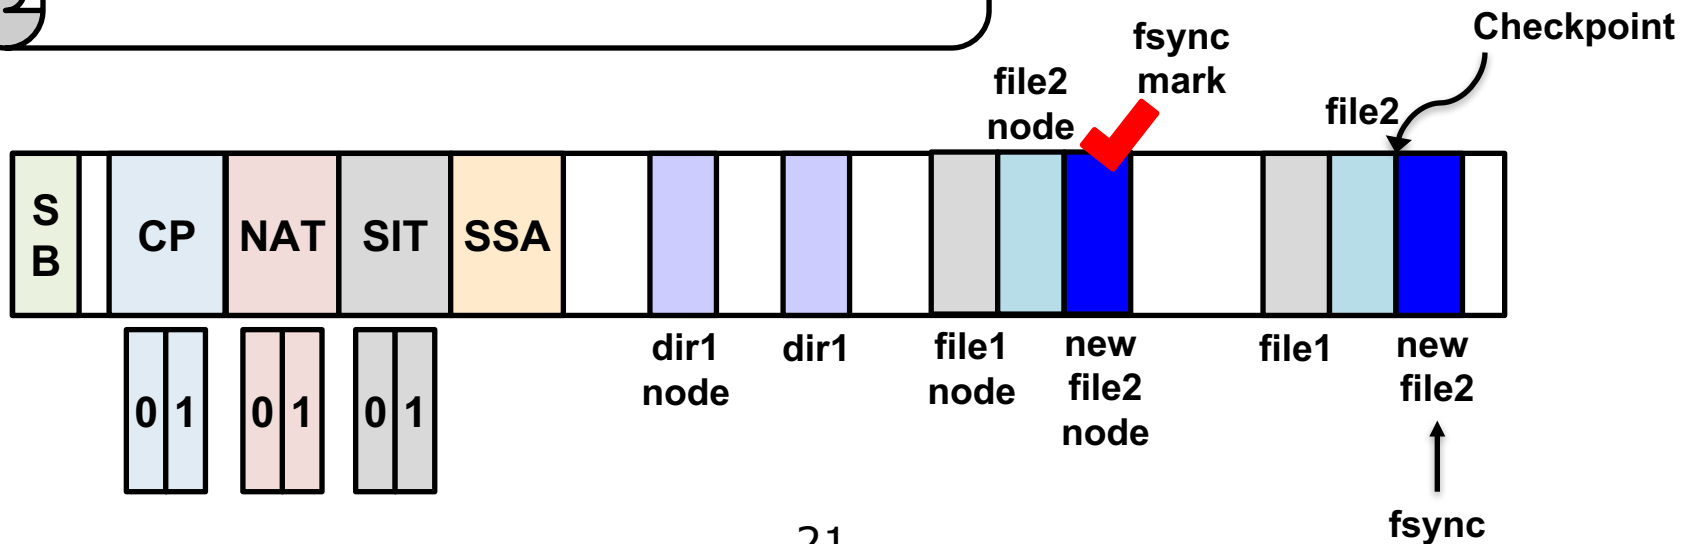 Checkpoint
fsync
mark
file2
node
file2
S
B
CP
NAT
SIT
SSA
0 1
0 1
0 1
dir1
node
dir1
file1
node
new
file2
node
file1
new
file2
fsync
21